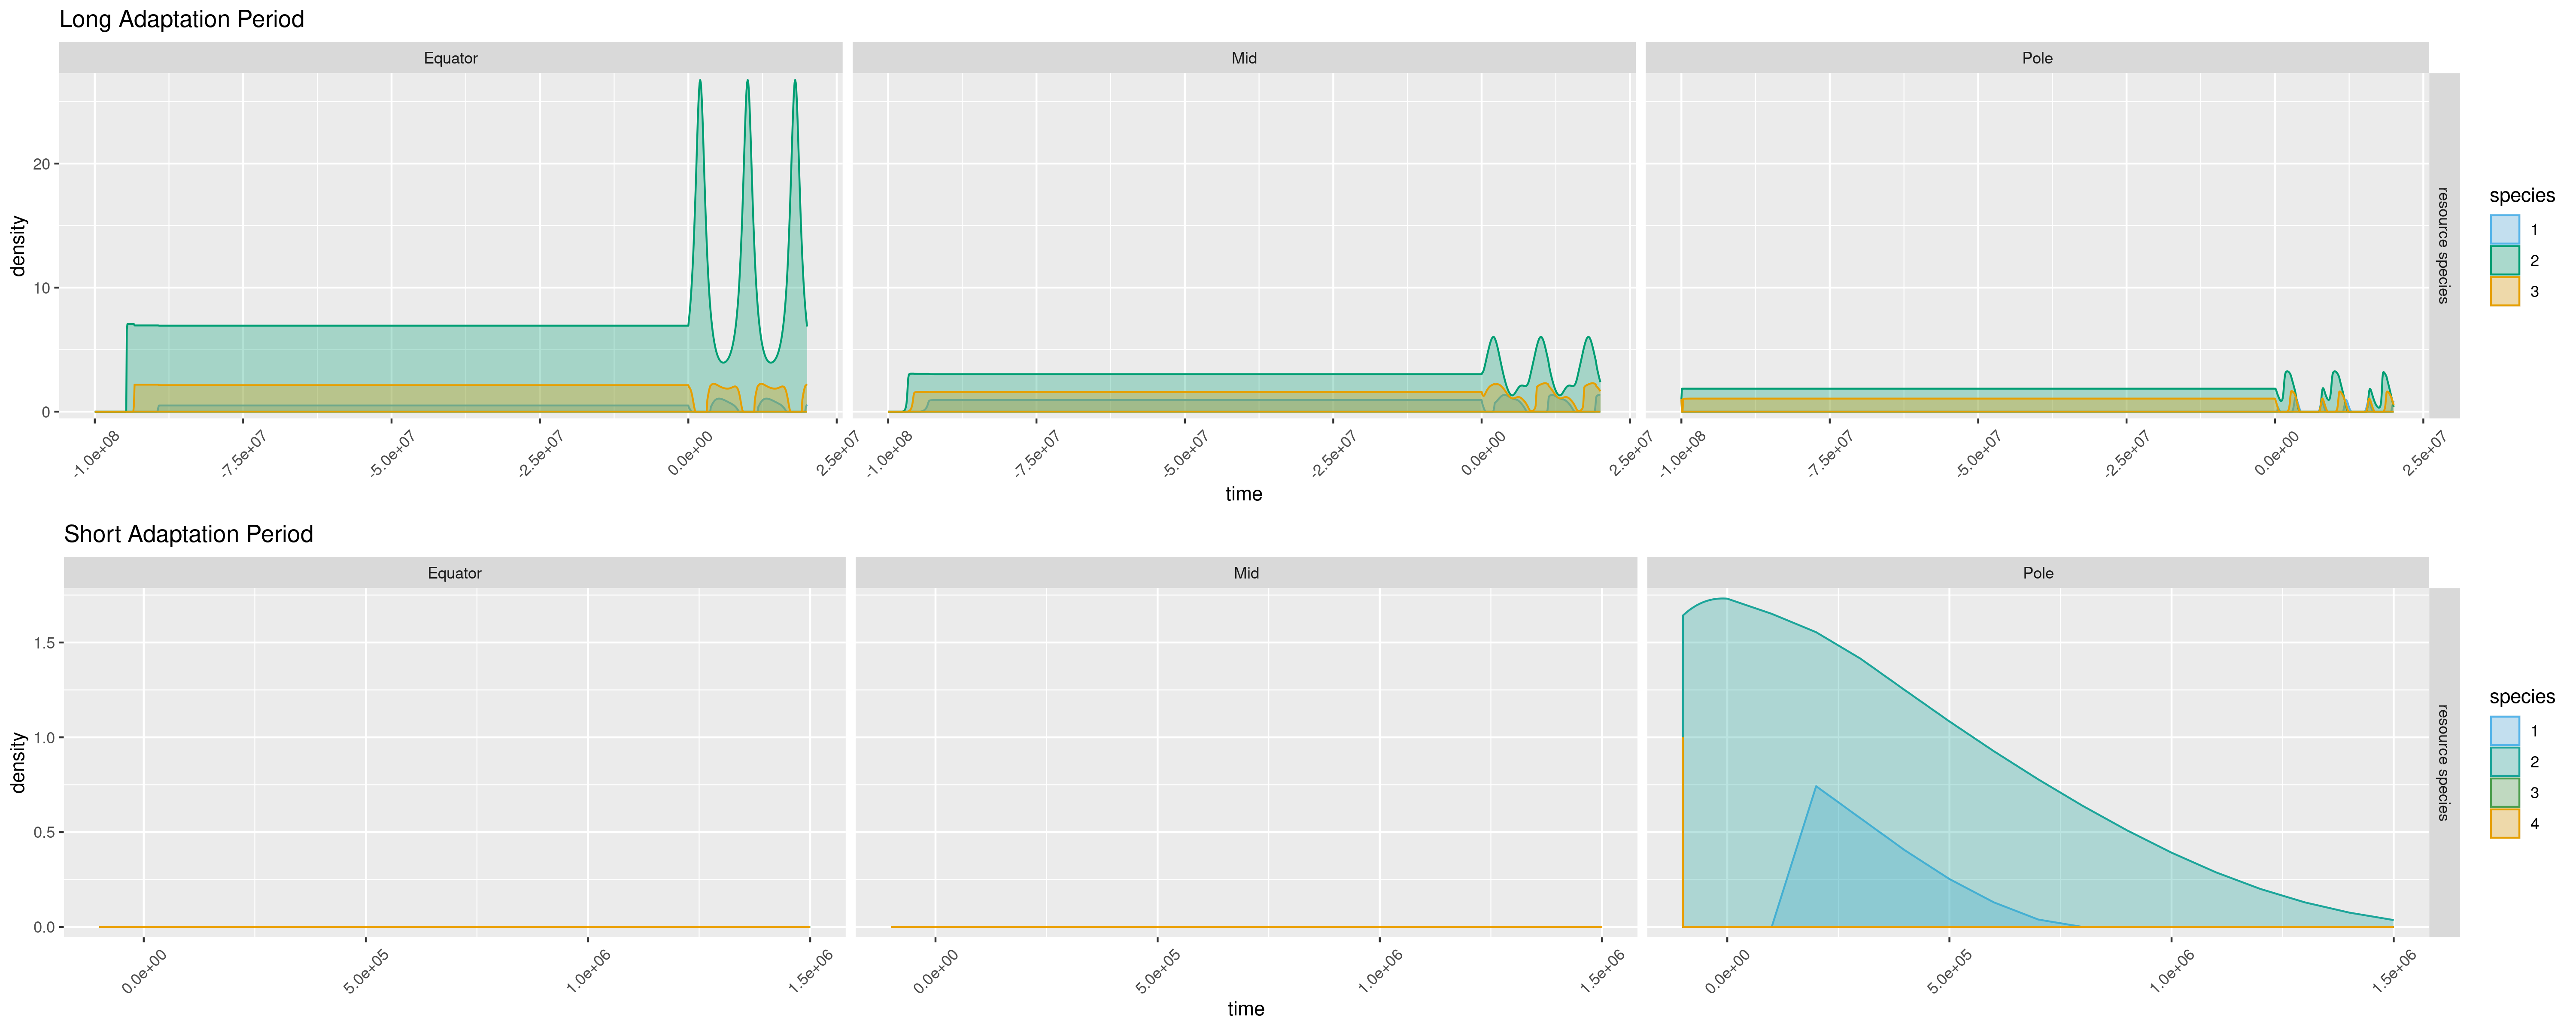 Long Adaptation Period
Equator
Mid
Pole
density
20
10
0
-1.0e+08
-7.5e+07
-5.0e+07
-2.5e+07
0.0e+00
2.5e+07
-1.0e+08
-7.5e+07
-5.0e+07
-2.5e+07
0.0e+00
2.5e+07
-1.0e+08
-7.5e+07
-5.0e+07
-2.5e+07
0.0e+00
2.5e+07
time
resource species
species
1
2
3
Short Adaptation Period
Equator
Mid
Pole
density
1.5
1.0
0.5
0.0
0.0e+00
5.0e+05
1.0e+06
1.5e+06
0.0e+00
5.0e+05
1.0e+06
1.5e+06
0.0e+00
5.0e+05
1.0e+06
1.5e+06
time
resource species
species
1
2
3
4